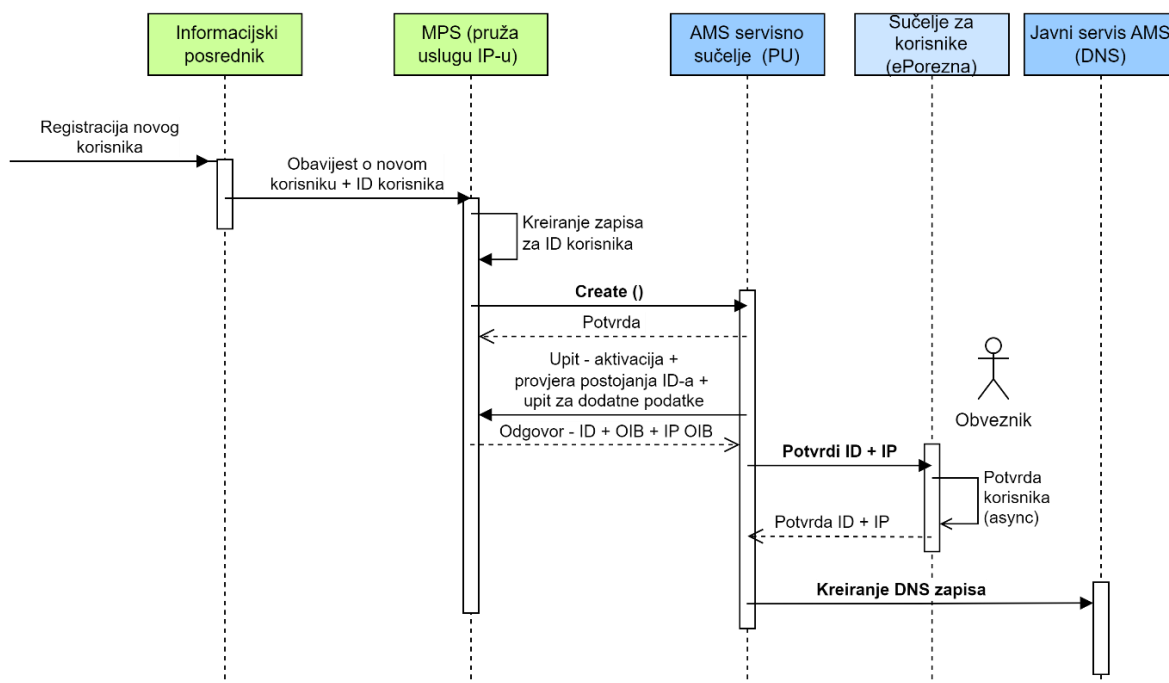 Informacijski
posrednik
MPS (pruža
uslugu IP-u)
AMS servisno
sučelje (PU)
Sučelje za
korisnike
(ePorezna)
Javni servis AMS
(DNS)
Registracija novog
korisnika
Obavijest o novom
korisniku + ID korisnika
Kreiranje zapisa
za ID korisnika
Create ()
Potvrda
Upit - aktivacija +
provjera postojanja ID-a +
upit za dodatne podatke
Odgovor - ID + OIB + IP OIB
Obveznik
Potvrdi ID + IP
Potvrda
korisnika
(async)
Potvrda ID + IP
Kreiranje DNS zapisa